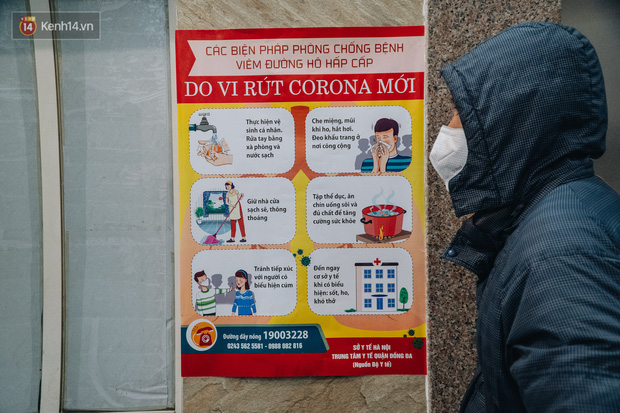 14
Kenh14.vn
CÁC BIỆN PHÁP PHÒNG CHỐNG BỆNH
VIÊM ĐƯỜNG HÔ HẤP CẤP
DO VI RÚT CORONA MỚI
Thực hiện vệ
sinh cá nhân.
Rửa tay bằng
xà phòng và
nước sạch
Che miệng, mũi
khi ho, hắt hơi.
Đeo khẩu trang ở
nơi công cộng
Giữ nhà cửa
sạch sẽ, thông
thoáng
Tập thể dục, ăn
chín uống sôi và
đủ chất để tăng
cường sức khỏe
Tránh tiếp xúc
với người có
biểu hiện cúm
Đến ngay
cơ sở y tế
khi có biểu
hiện: sốt, ho,
khó thở
Đường dây nóng 19003228
0243 562 5581 - 0988 082 816
SỞ Y TẾ HÀ NỘI
TRUNG TÂM Y TẾ QUẬN ĐỐNG ĐA
(Nguồn Bộ Y tế)